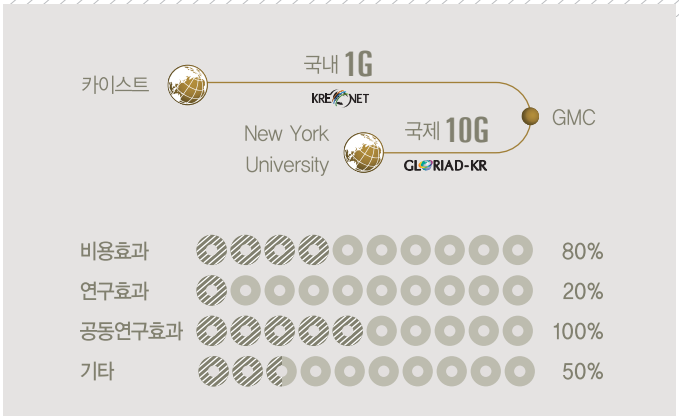 카이스트
국내 1G
KREONET
GMC
New York
University
국제 10G
GLORIAD-KR
비용효과 80%
연구효과 20%
공동연구효과 100%
기타 50%